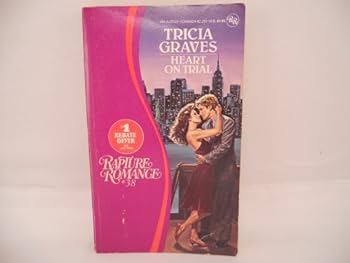 TRICIA
GRAVES
HEART
ON TRIAL
$1
REBATE
OFFER
RAPTURE
ROMANCE
#38